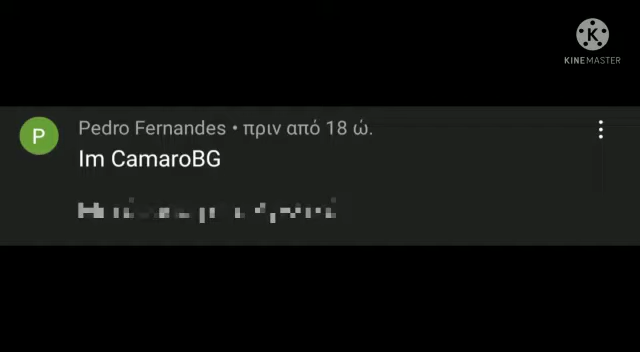 K
KINEMASTER
P
Pedro Fernandes • πριν από 18 ώ.
Im CamaroBG